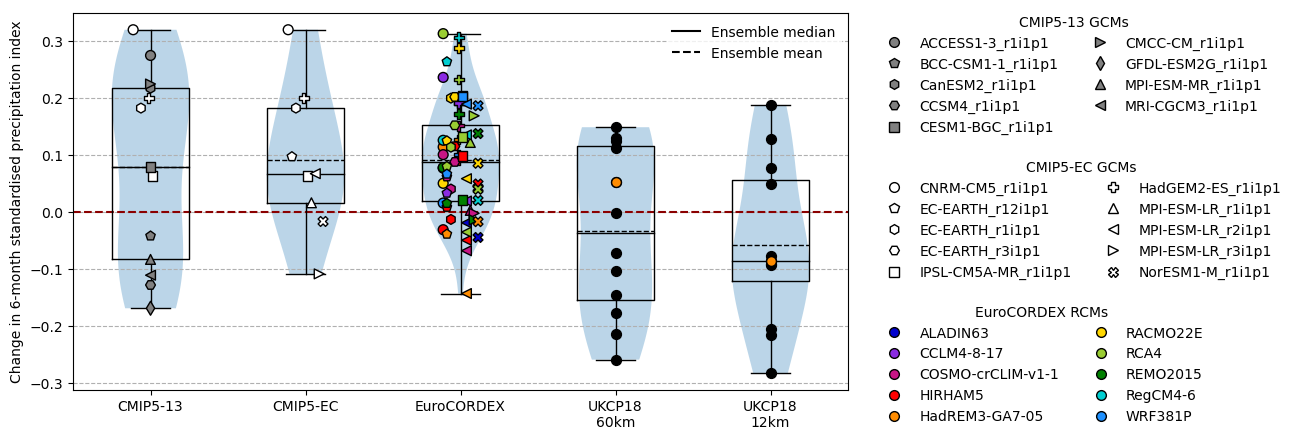 Change in 6-month standardised precipitation index
0.3
0.2
0.1
0.0
−0.1
−0.2
−0.3
Ensemble median
Ensemble mean
CMIP5-13
CMIP5-EC
EuroCORDEX
UKCP18
60km
UKCP18
12km
CMIP5-13 GCMs
ACCESS1-3_r1i1p1
BCC-CSM1-1_r1i1p1
CanESM2_r1i1p1
CCSM4_r1i1p1
CESM1-BGC_r1i1p1
CMCC-CM_r1i1p1
GFDL-ESM2G_r1i1p1
MPI-ESM-MR_r1i1p1
MRI-CGCM3_r1i1p1
CMIP5-EC GCMs
CNRM-CM5_r1i1p1
EC-EARTH_r12i1p1
EC-EARTH_r1i1p1
EC-EARTH_r3i1p1
IPSL-CM5A-MR_r1i1p1
HadGEM2-ES_r1i1p1
MPI-ESM-LR_r1i1p1
MPI-ESM-LR_r2i1p1
MPI-ESM-LR_r3i1p1
NorESM1-M_r1i1p1
EuroCORDEX RCMs
ALADIN63
CCLM4-8-17
COSMO-crCLIM-v1-1
HIRHAM5
HadREM3-GA7-05
RACMO22E
RCA4
REMO2015
RegCM4-6
WRF381P